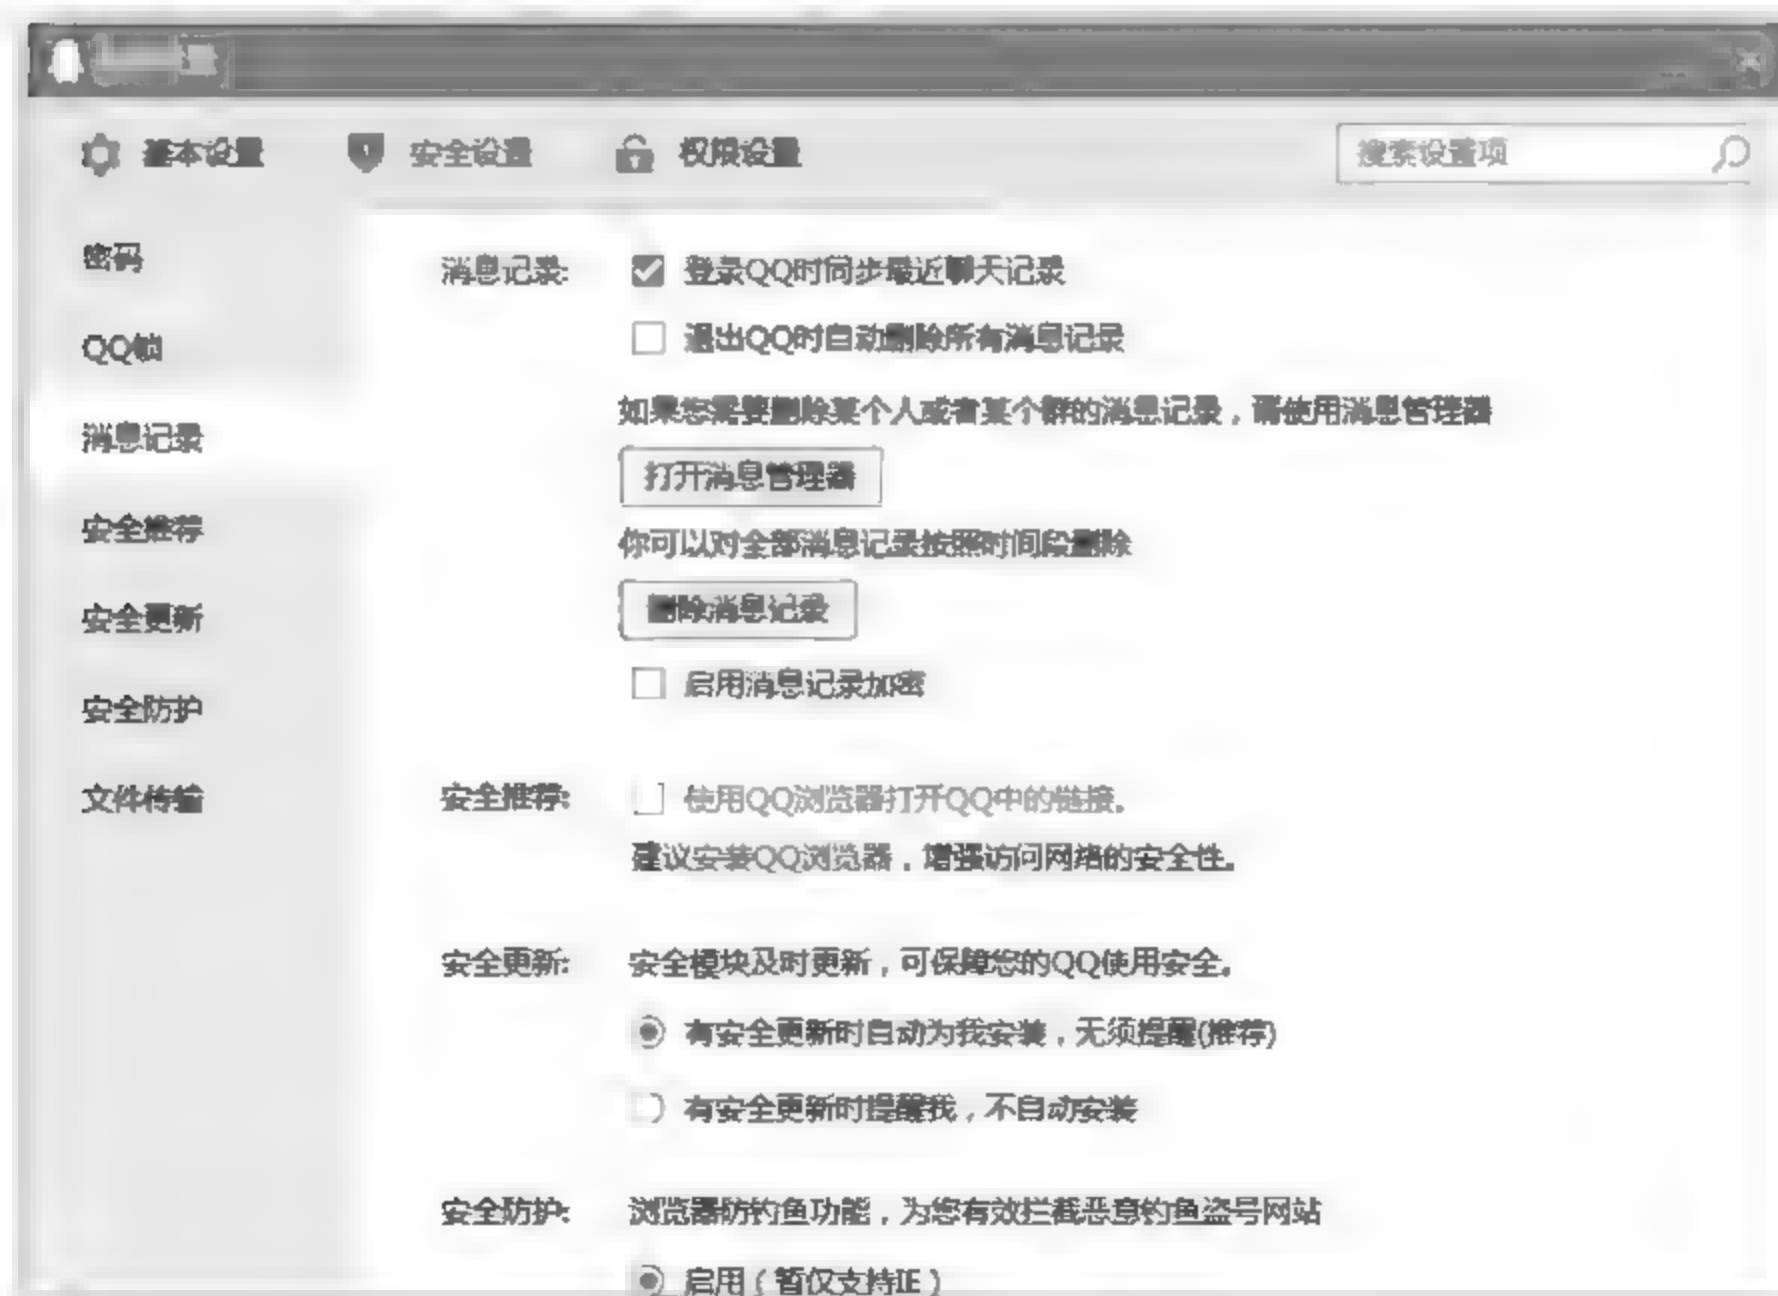 基本设置 安全设置 权限设置 搜索设置项
密码
QQ锁
消息记录
安全推荐
安全更新
安全防护
文件传输
消息记录: 登录QQ时同步最近聊天记录
退出QQ时自动删除所有消息记录
如果您需要删除某个人或者某个群的消息记录，请使用消息管理器
打开消息管理器
你可以对全部消息记录按照时间段删除
删除消息记录
启用消息记录加密
安全推荐: 使用QQ浏览器打开QQ中的链接。
建议安装QQ浏览器，增强访问网络的安全性。
安全更新: 安全模块及时更新，可保障您的QQ使用安全。
有安全更新时自动为我安装，无须提醒(推荐)
有安全更新时提醒我，不自动安装
安全防护: 浏览器防钓鱼功能，为您有效拦截恶意钓鱼盗号网站
启用（暂仅支持IE）